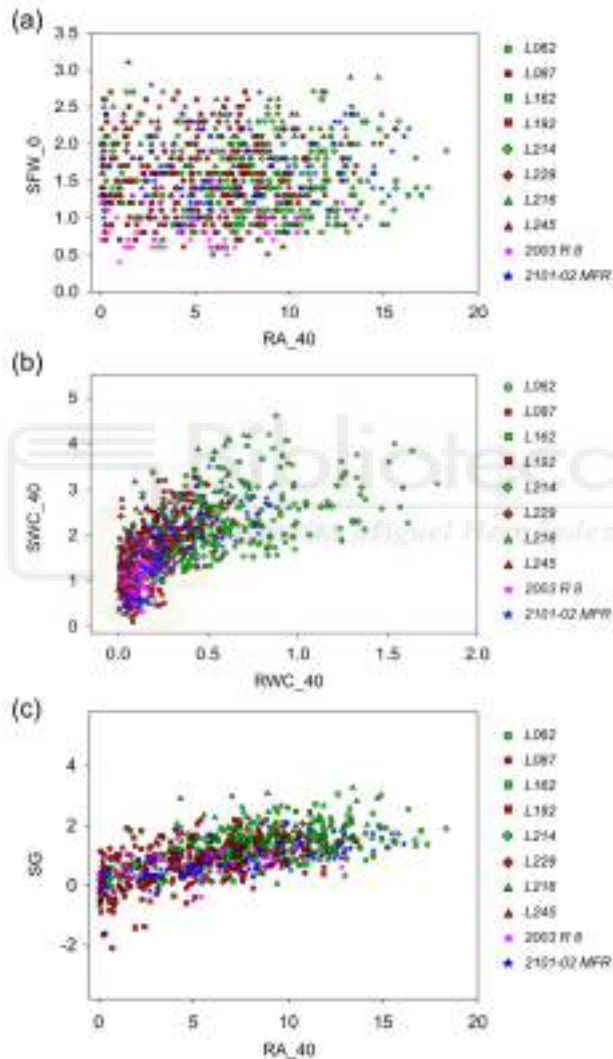 (a)
3.5
3.0
2.5
2.0
1.5
1.0
0.5
0.0
SFW_0
0 5 10 15 20
RA_40
L062
L087
L162
L192
L214
L229
L216
L245
2003 R 8
2101-02 MFR
(b)
5
4
3
2
1
0
SWC_40
0.0 0.5 1.0 1.5 2.0
RWC_40
L062
L087
L162
L192
L214
L229
L216
L245
2003 R 8
2101-02 MFR
Biblioteca
Miguel Hernández
(c)
4
2
0
-2
SG
0 5 10 15 20
RA_40
L062
L087
L162
L192
L214
L229
L216
L245
2003 R 8
2101-02 MFR